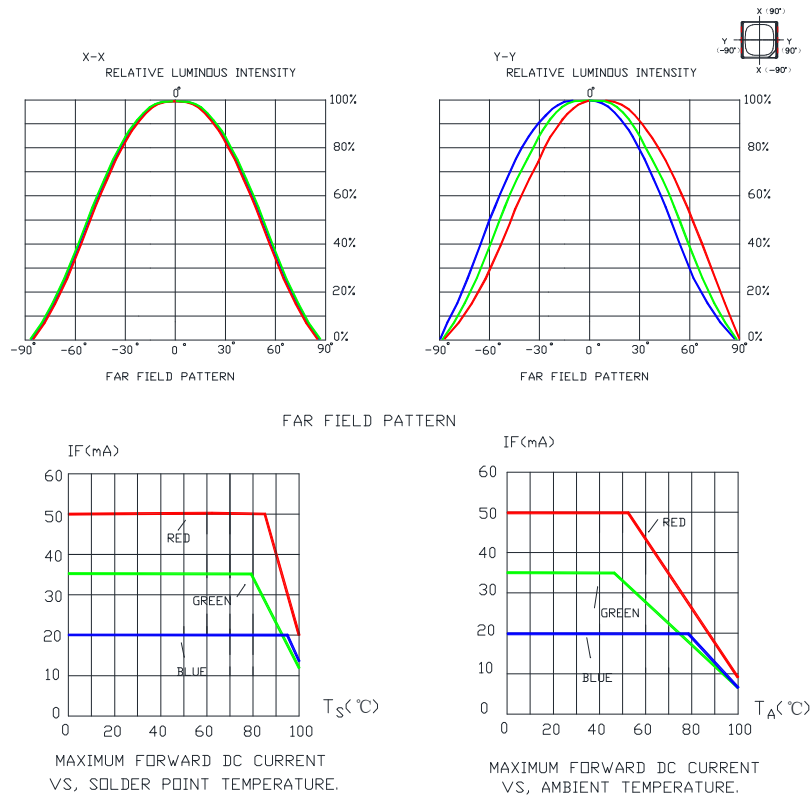 X (90°)
Y Y
(-90°) (90°)
X (-90°)
X-X
RELATIVE LUMINOUS INTENSITY
0°
100%
80%
60%
40%
20%
0%
-90° -60° -30° 0° 30° 60° 90°
FAR FIELD PATTERN
Y-Y
RELATIVE LUMINOUS INTENSITY
0°
100%
80%
60%
40%
20%
0%
-90° -60° -30° 0° 30° 60° 90°
FAR FIELD PATTERN
FAR FIELD PATTERN
IF(mA)
60
50
40
30
20
10
0
RED
GREEN
BLUE
0 20 40 60 80 100
TS(℃)
MAXIMUM FORWARD DC CURRENT
VS, SOLDER POINT TEMPERATURE.
IF(mA)
60
50
40
30
20
10
0
RED
GREEN
BLUE
0 20 40 60 80 100
TA(℃)
MAXIMUM FORWARD DC CURRENT
VS, AMBIENT TEMPERATURE.